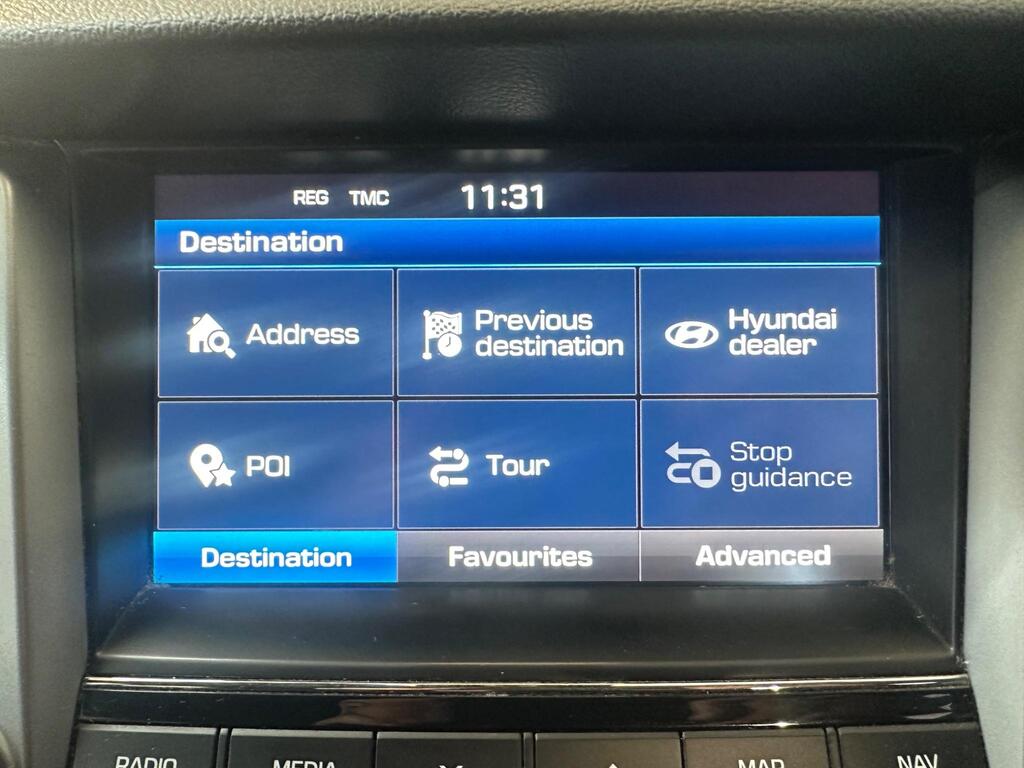 REG TMC 11:31
Destination
Address
Previous
destination
Hyundai
dealer
POI
Tour
Stop
guidance
Destination Favourites Advanced
RADIO MEDIA MAP NAV